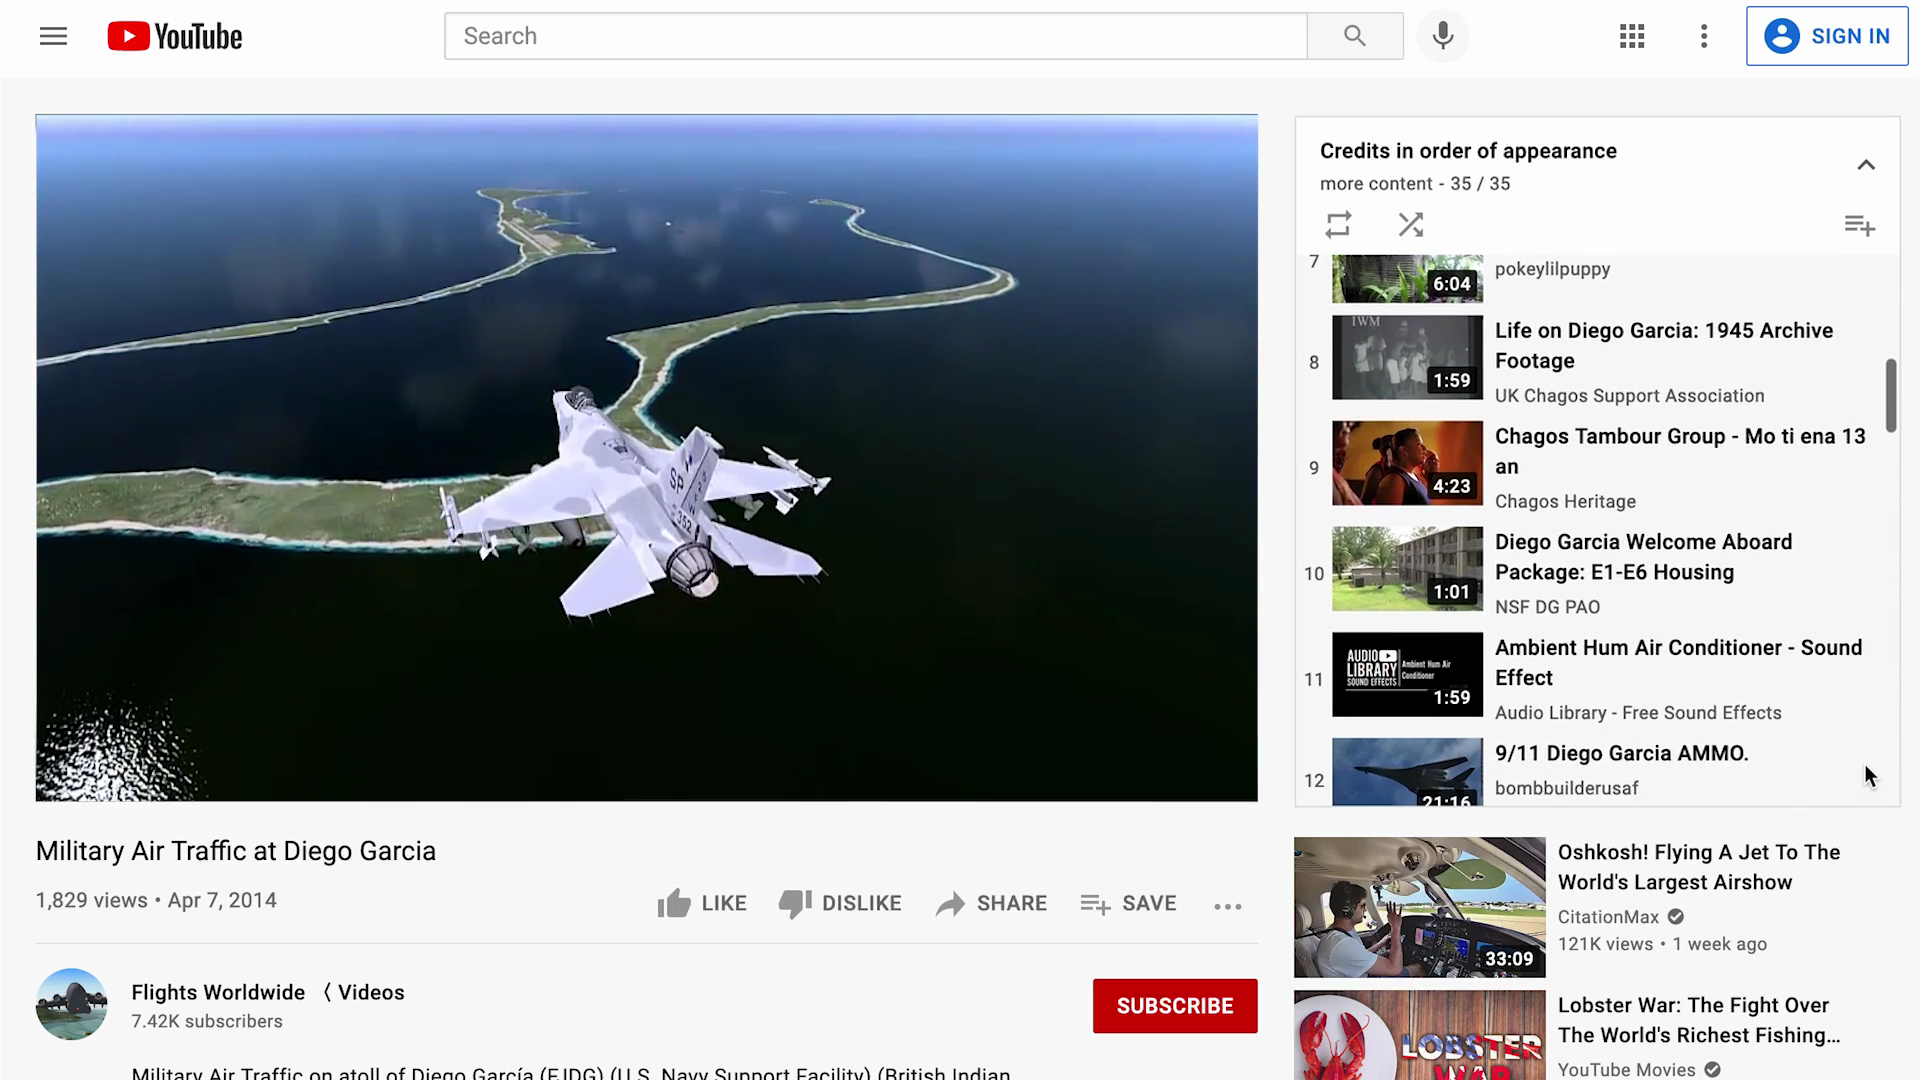 YouTube
Search
SIGN IN
SP
352
Credits in order of appearance
more content - 35 / 35
7
6:04
pokeylilpuppy
8
IWM
1:59
Life on Diego Garcia: 1945 Archive
Footage
UK Chagos Support Association
9
4:23
Chagos Tambour Group - Mo ti ena 13
an
Chagos Heritage
10
1:01
Diego Garcia Welcome Aboard
Package: E1-E6 Housing
NSF DG PAO
11
AUDIO
LIBRARY
SOUND EFFECTS
Ambient Hum Air
Conditioner
1:59
Ambient Hum Air Conditioner - Sound
Effect
Audio Library - Free Sound Effects
12
21:16
9/11 Diego Garcia AMMO.
bombbuilderusaf
Military Air Traffic at Diego Garcia
1,829 views • Apr 7, 2014
LIKE
DISLIKE
SHARE
SAVE
Flights Worldwide ⟨ Videos
7.42K subscribers
SUBSCRIBE
Military Air Traffic on atoll of Diego García (FJDG) (U.S. Navy Support Facility) (British Indian
33:09
Oshkosh! Flying A Jet To The
World's Largest Airshow
CitationMax
121K views • 1 week ago
LOBSTER
WAR
Lobster War: The Fight Over
The World's Richest Fishing...
YouTube Movies